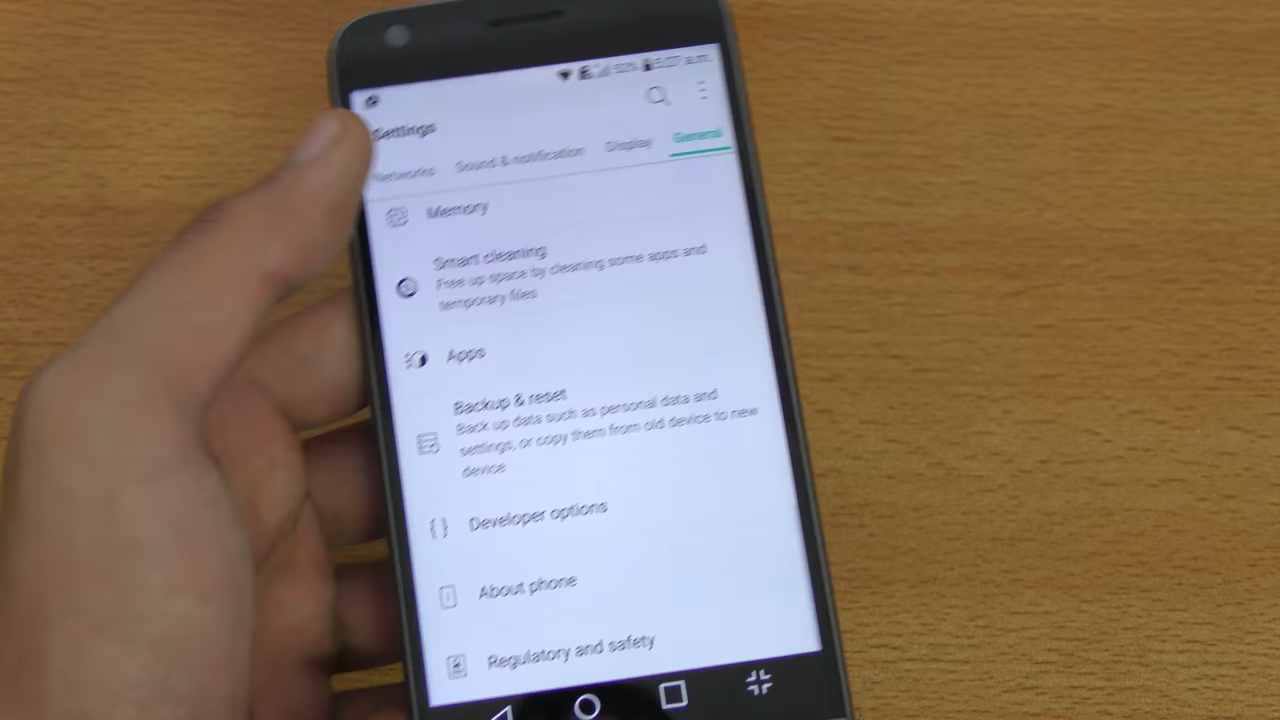 Settings
Networks Sound & notification Display General
Memory
Smart cleaning
Free up space by cleaning some apps and
temporary files
Apps
Backup & reset
Back up data such as personal data and
settings, or copy them from old device to new
device
Developer options
About phone
Regulatory and safety